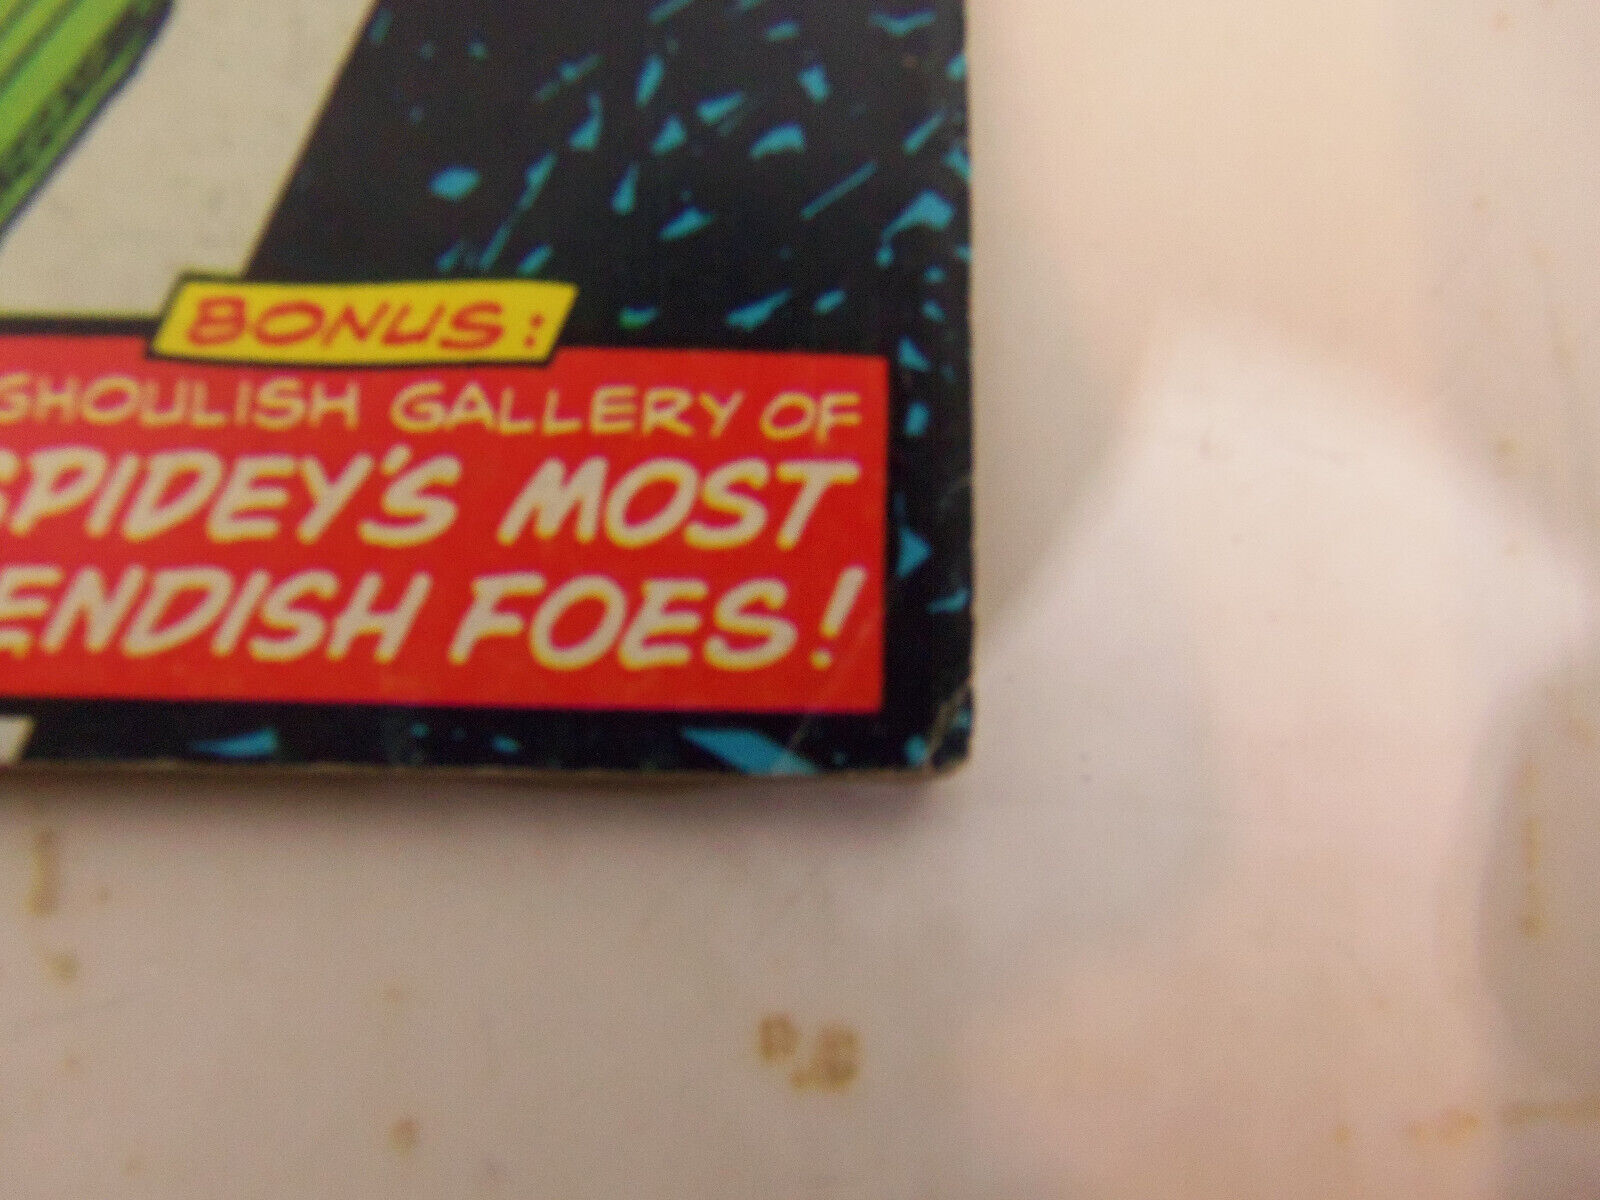 BONUS:
GHOULISH GALLERY OF
SPIDEY'S MOST
ENDISH FOES!